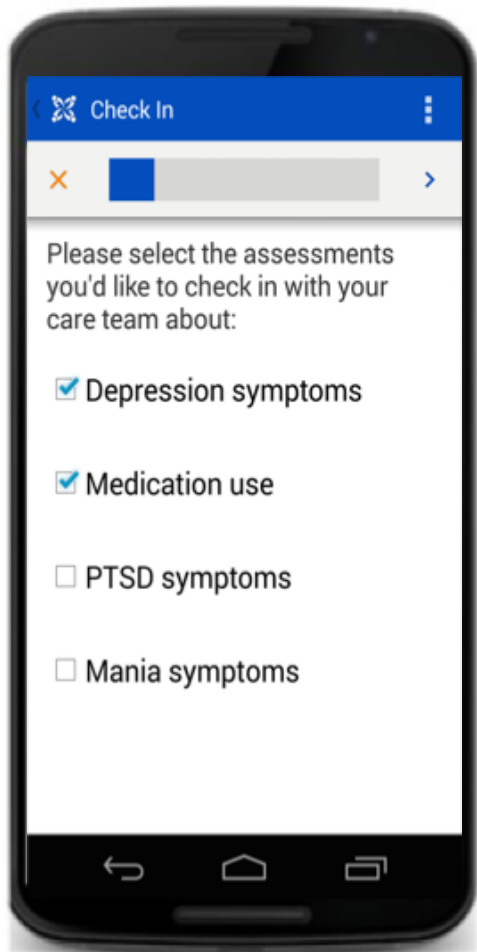 Check In
Please select the assessments
you'd like to check in with your
care team about:
Depression symptoms
Medication use
PTSD symptoms
Mania symptoms